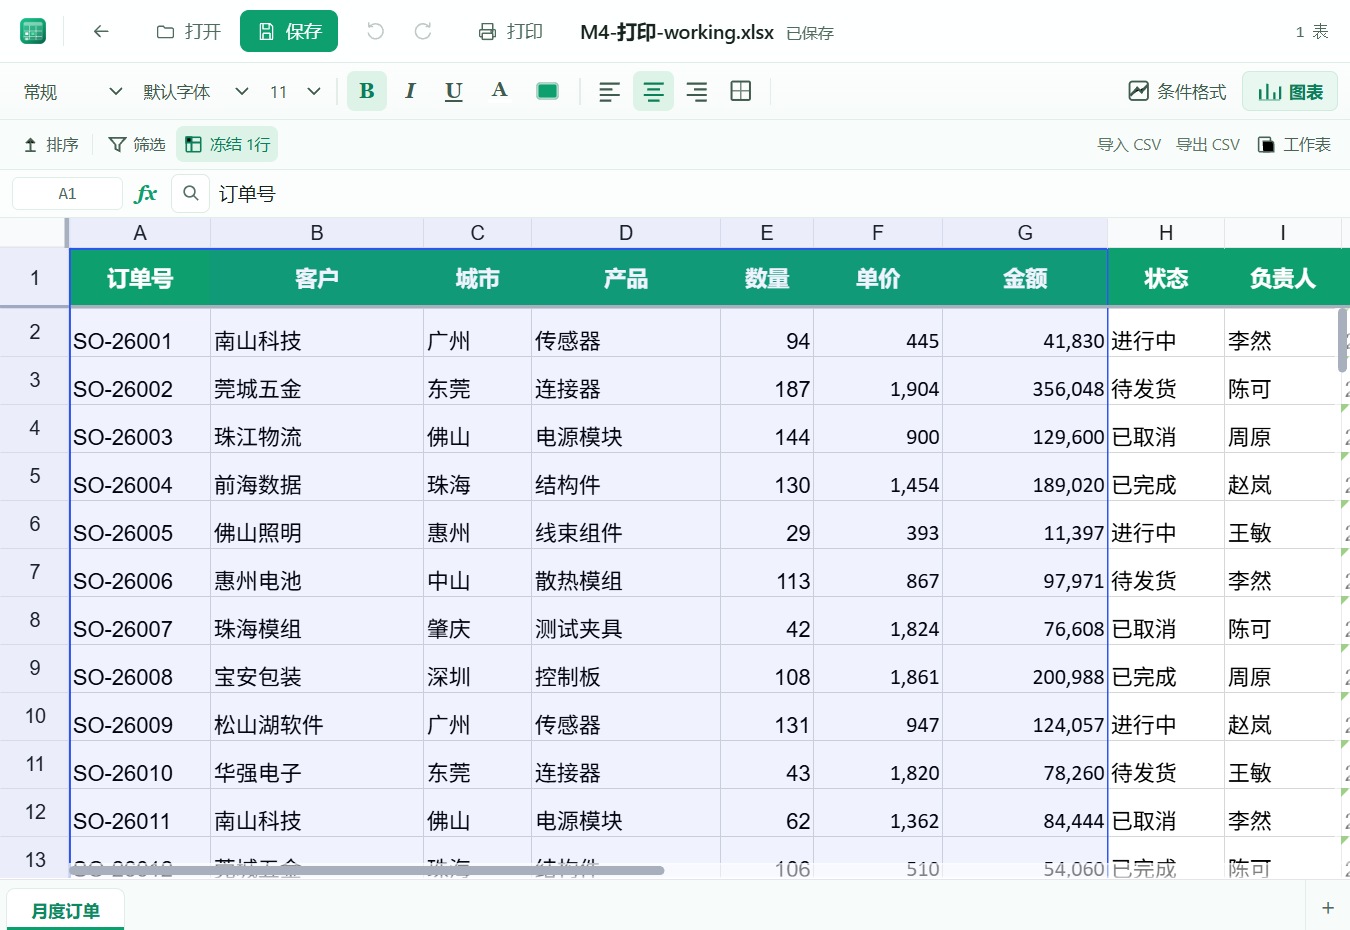 打开 保存 打印 M4-打印-working.xlsx 已保存 1 表
常规 默认字体 11 B I U A 条件格式 图表
排序 筛选 冻结 1行 导入 CSV 导出 CSV 工作表
A1 fx 订单号
A B C D E F G H I
1 订单号 客户 城市 产品 数量 单价 金额 状态 负责人
2 SO-26001 南山科技 广州 传感器 94 445 41,830 进行中 李然
3 SO-26002 莞城五金 东莞 连接器 187 1,904 356,048 待发货 陈可
4 SO-26003 珠江物流 佛山 电源模块 144 900 129,600 已取消 周原
5 SO-26004 前海数据 珠海 结构件 130 1,454 189,020 已完成 赵岚
6 SO-26005 佛山照明 惠州 线束组件 29 393 11,397 进行中 王敏
7 SO-26006 惠州电池 中山 散热模组 113 867 97,971 待发货 李然
8 SO-26007 珠海模组 肇庆 测试夹具 42 1,824 76,608 已取消 陈可
9 SO-26008 宝安包装 深圳 控制板 108 1,861 200,988 已完成 周原
10 SO-26009 松山湖软件 广州 传感器 131 947 124,057 进行中 赵岚
11 SO-26010 华强电子 东莞 连接器 43 1,820 78,260 待发货 王敏
12 SO-26011 南山科技 佛山 电源模块 62 1,362 84,444 已取消 李然
13 SO-26012 莞城五金 珠海 结构件 106 510 54,060 已完成 陈可
月度订单